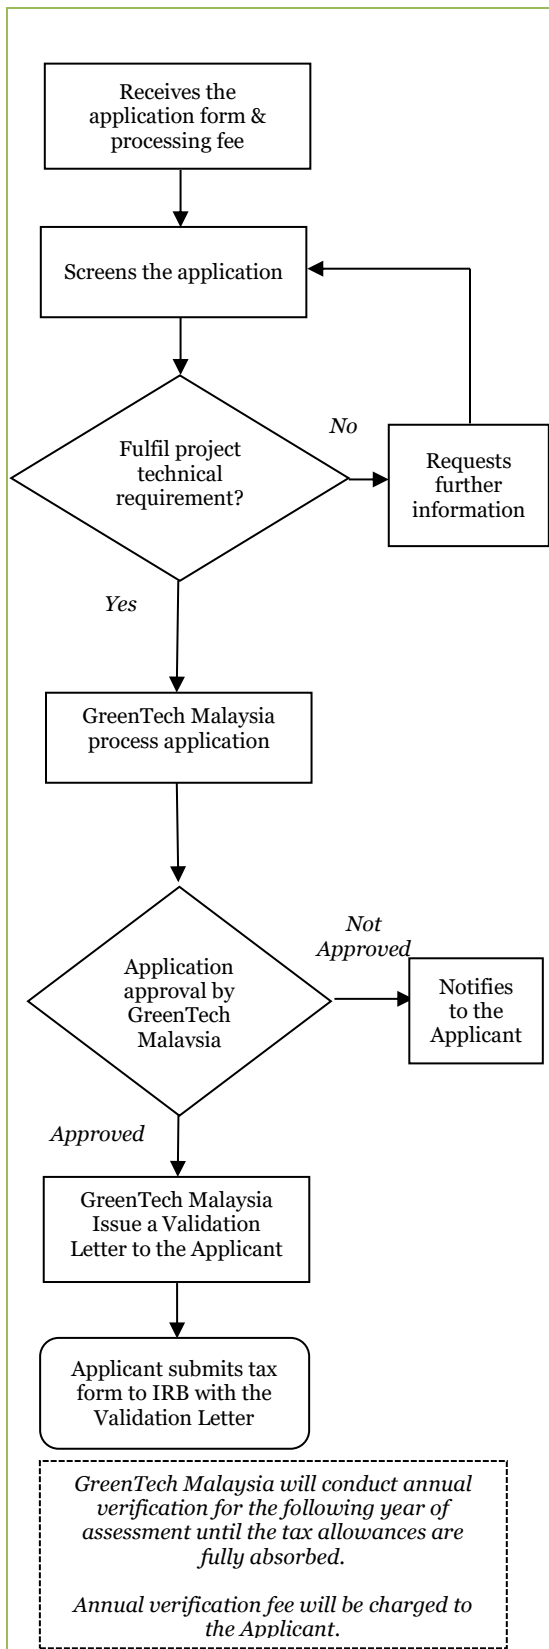 Receives the
application form &
processing fee
Screens the application
Fulfil project
technical
requirement?
No
Requests
further
information
Yes
GreenTech Malaysia
process application
Application
approval by
GreenTech
Malaysia
Not
Approved
Notifies
to the
Applicant
Approved
GreenTech Malaysia
Issue a Validation
Letter to the Applicant
Applicant submits tax
form to IRB with the
Validation Letter
GreenTech Malaysia will conduct annual
verification for the following year of
assessment until the tax allowances are
fully absorbed.
Annual verification fee will be charged to
the Applicant.